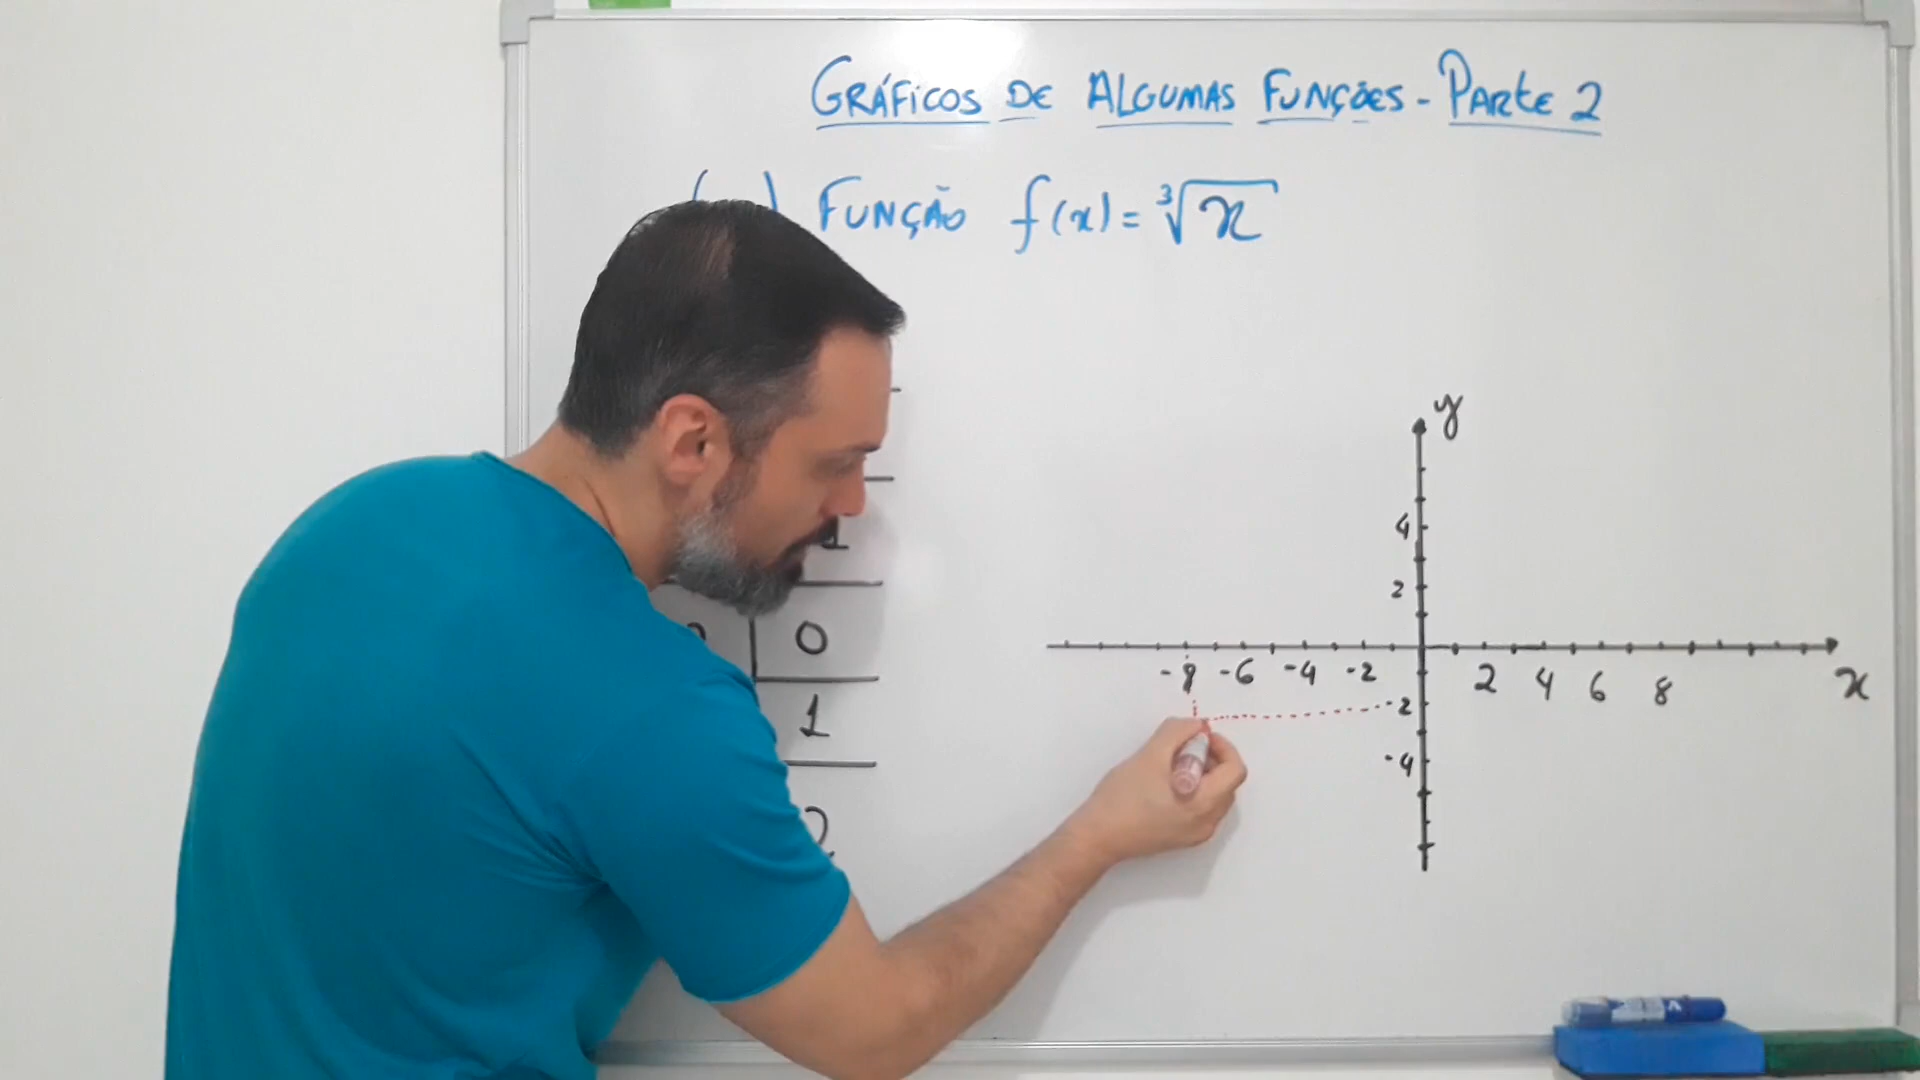 GRÁFICOS DE ALGUMAS FUNÇÕES - PARTE 2
( ) FUNÇÃO f(x) = ³√x
y
4
2
-8 -6 -4 -2 2 4 6 8 x
-2
-4
1
0
1
2